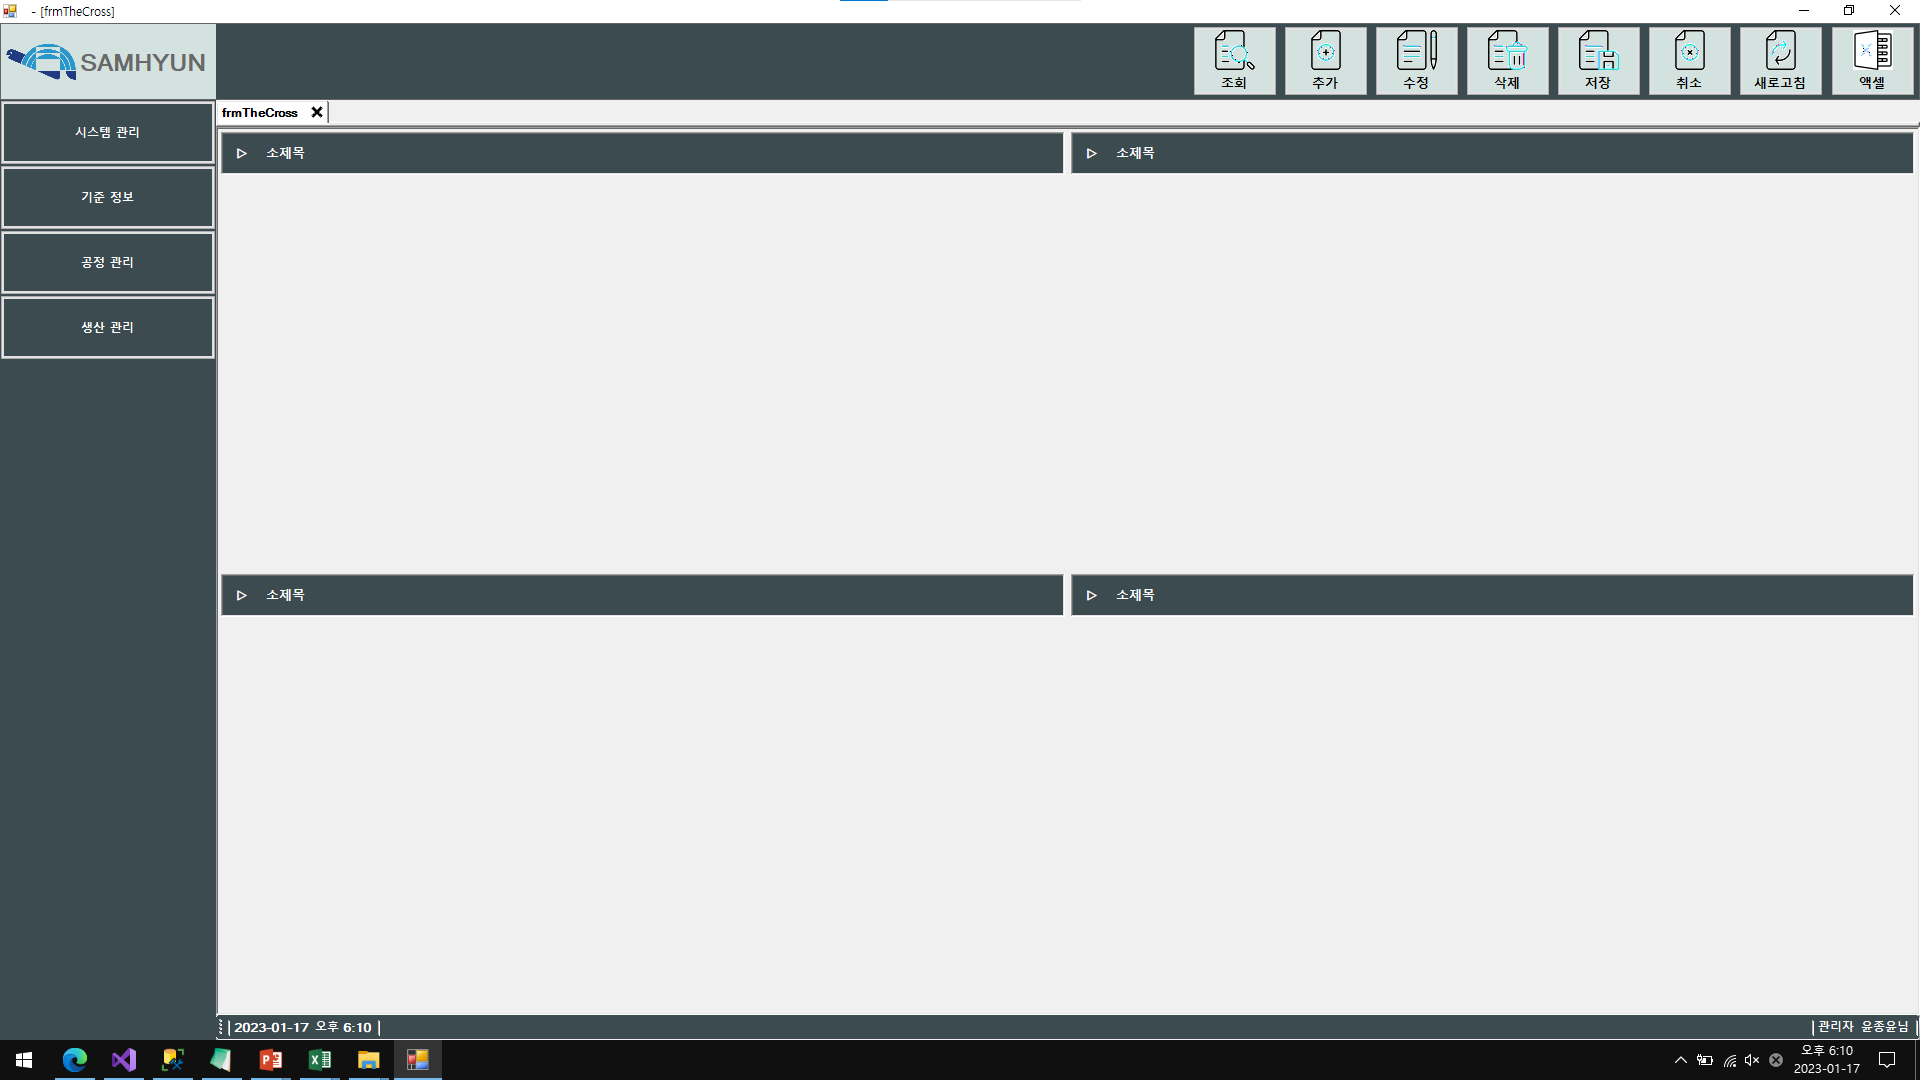 - [frmTheCross]
SAMHYUN
조회
추가
수정
삭제
저장
취소
새로고침
액셀
시스템 관리
기준 정보
공정 관리
생산 관리
frmTheCross
소제목
소제목
소제목
소제목
2023-01-17 오후 6:10
관리자 윤종윤님
오후 6:10
2023-01-17